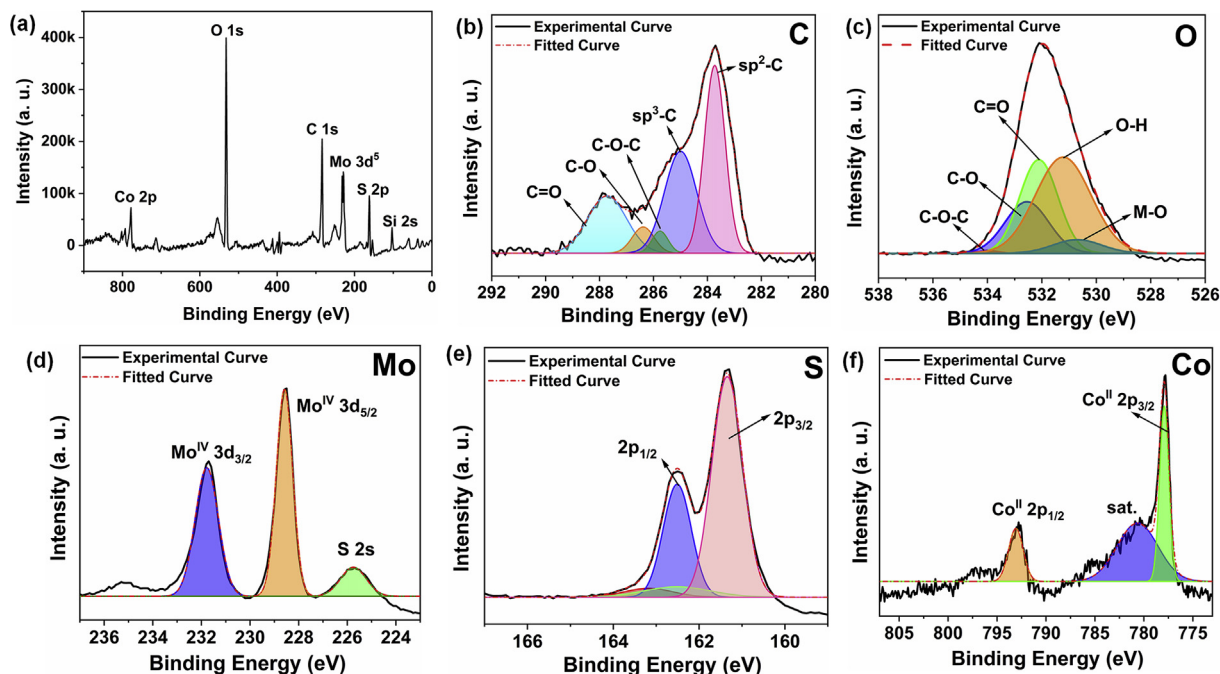 (a)
O 1s
C 1s
Mo 3d⁵
S 2p
Co 2p
Si 2s
400k
300k
200k
100k
0
Intensity (a. u.)
800 600 400 200 0
Binding Energy (eV)
(b)
Experimental Curve
Fitted Curve
C
sp²-C
sp³-C
C-O-C
C-O
C=O
Intensity (a. u.)
292 290 288 286 284 282 280
Binding Energy (eV)
(c)
Experimental Curve
Fitted Curve
O
C=O
O-H
C-O
C-O-C
M-O
Intensity (a. u.)
538 536 534 532 530 528 526
Binding Energy (eV)
(d)
Experimental Curve
Fitted Curve
Mo
Moᴵⱽ 3d₅/₂
Moᴵⱽ 3d₃/₂
S 2s
Intensity (a. u.)
236 234 232 230 228 226 224
Binding Energy (eV)
(e)
Experimental Curve
Fitted Curve
S
2p₃/₂
2p₁/₂
Intensity (a. u.)
166 164 162 160
Binding Energy (eV)
(f)
Experimental Curve
Fitted Curve
Co
Coᴵᴵ 2p₃/₂
Coᴵᴵ 2p₁/₂
sat.
Intensity (a. u.)
805 800 795 790 785 780 775
Binding Energy (eV)